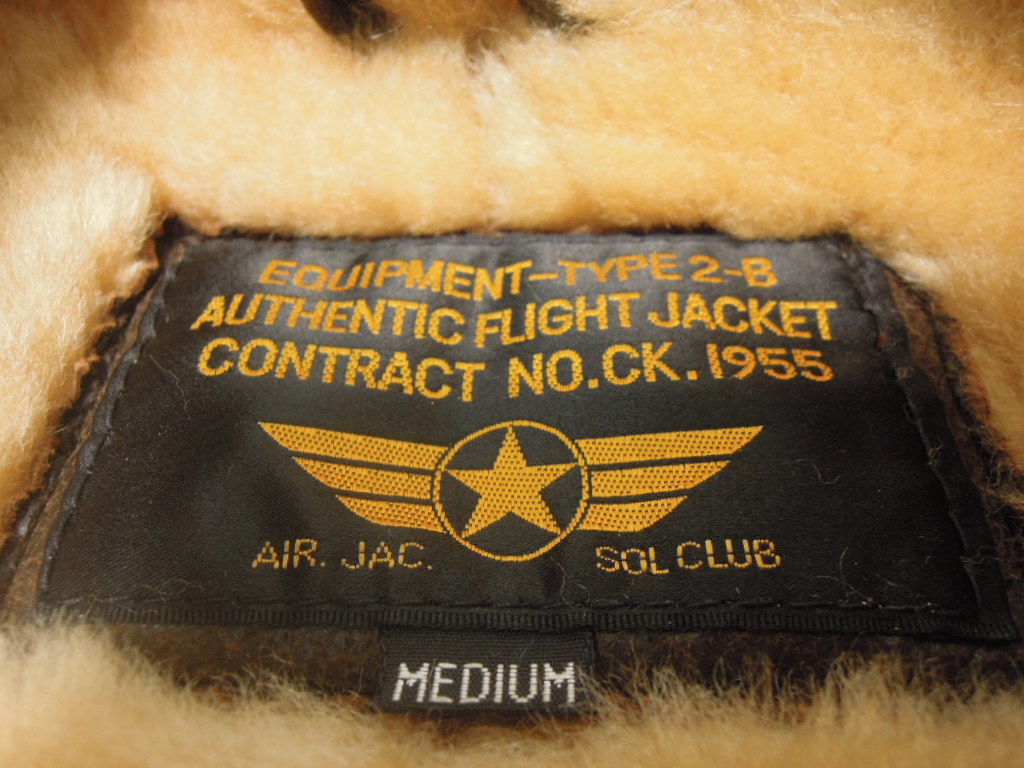 EQUIPMENT-TYPE 2-B
AUTHENTIC FLIGHT JACKET
CONTRACT NO.CK.1955
AIR. JAC. SOL CLUB
MEDIUM